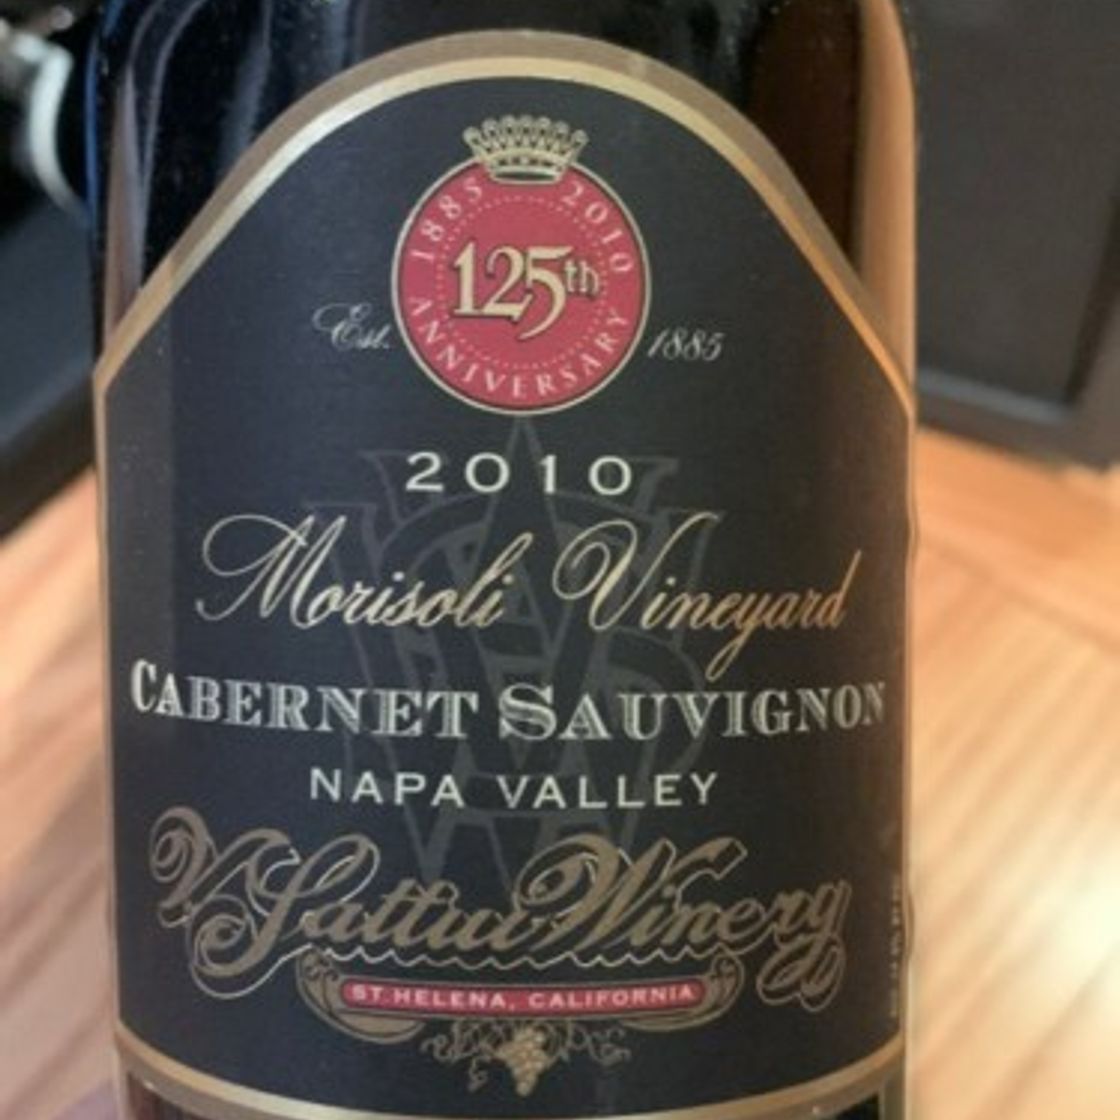 1885 2010
125th
ANNIVERSARY
Est. 1885
2010
Morisoli Vineyard
CABERNET SAUVIGNON
NAPA VALLEY
V. Sattui Winery
ST. HELENA, CALIFORNIA